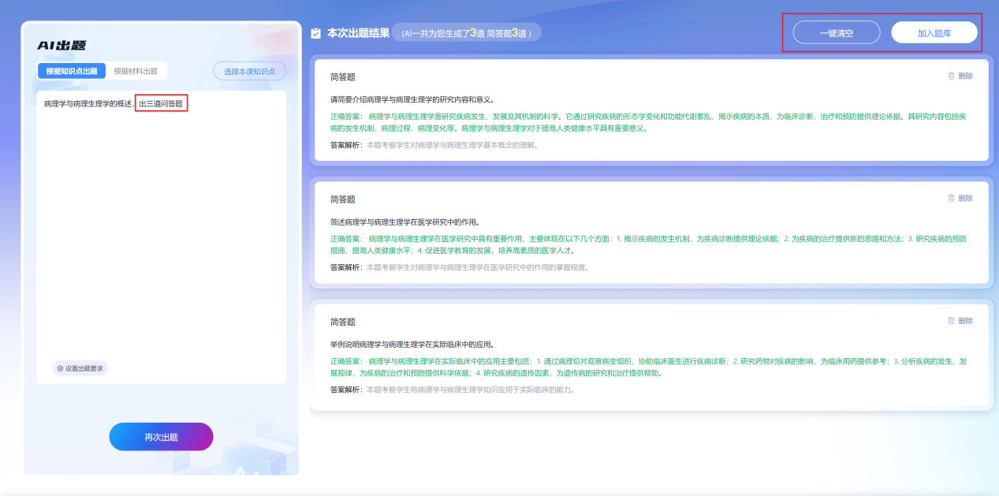 AI出题
根据知识点出题
根据材料出题
选择本课知识点
病理学与病理生理学的概述，出三道问答题
设置出题要求
再次出题
本次出题结果
(AI一共为您生成了3道 简答题3道 )
一键清空
加入题库
简答题
删除
请简要介绍病理学与病理生理学的研究内容和意义。
正确答案： 病理学与病理生理学是研究疾病发生、发展及其机制的科学。它通过研究疾病的形态学变化和功能代谢紊乱，揭示疾病的本质，为临床诊断、治疗和预防提供理论依据。其研究内容包括疾
病的发生机制、病理过程、病理变化等。病理学与病理生理学对于提高人类健康水平具有重要意义。
答案解析： 本题考察学生对病理学与病理生理学基本概念的理解。
简答题
删除
简述病理学与病理生理学在医学研究中的作用。
正确答案： 病理学与病理生理学在医学研究中具有重要作用，主要体现在以下几个方面：1. 揭示疾病的发生机制，为疾病诊断提供理论依据；2. 为疾病的治疗提供新的思路和方法；3. 研究疾病的预防
措施，提高人类健康水平；4. 促进医学教育的发展，培养高素质的医学人才。
答案解析： 本题考察学生对病理学与病理生理学在医学研究中的作用的掌握程度。
简答题
删除
举例说明病理学与病理生理学在实际临床中的应用。
正确答案： 病理学与病理生理学在实际临床中的应用主要包括：1. 通过病理切片观察病变组织，协助临床医生进行疾病诊断；2. 研究药物对疾病的影响，为临床用药提供参考；3. 分析疾病的发生、发
展规律，为疾病的治疗和预防提供科学依据；4. 研究疾病的遗传因素，为遗传病的研究和治疗提供帮助。
答案解析： 本题考察学生将病理学与病理生理学知识应用于实际临床的能力。